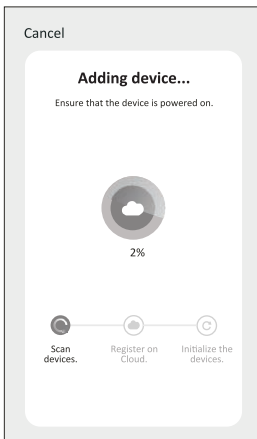 Cancel
Adding device...
Ensure that the device is powered on.
2%
Scan
devices.
Register on
Cloud.
Initialize the
devices.